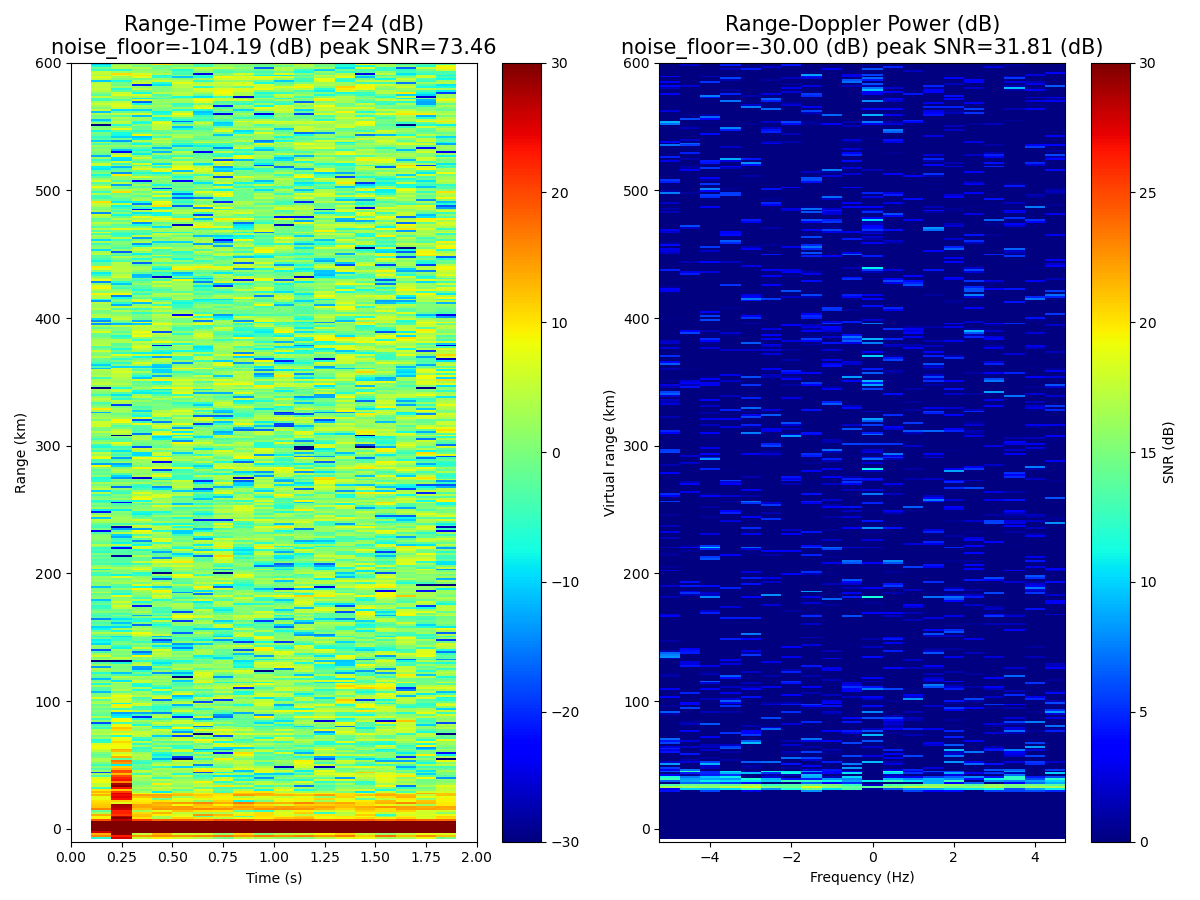 Range-Time Power f=24 (dB)
noise_floor=-104.19 (dB) peak SNR=73.46
Range (km)
600
500
400
300
200
100
0
0.00 0.25 0.50 0.75 1.00 1.25 1.50 1.75 2.00
Time (s)
30
20
10
0
−10
−20
−30
Range-Doppler Power (dB)
noise_floor=-30.00 (dB) peak SNR=31.81 (dB)
Virtual range (km)
600
500
400
300
200
100
0
−4 −2 0 2 4
Frequency (Hz)
30
25
20
15
10
5
0
SNR (dB)